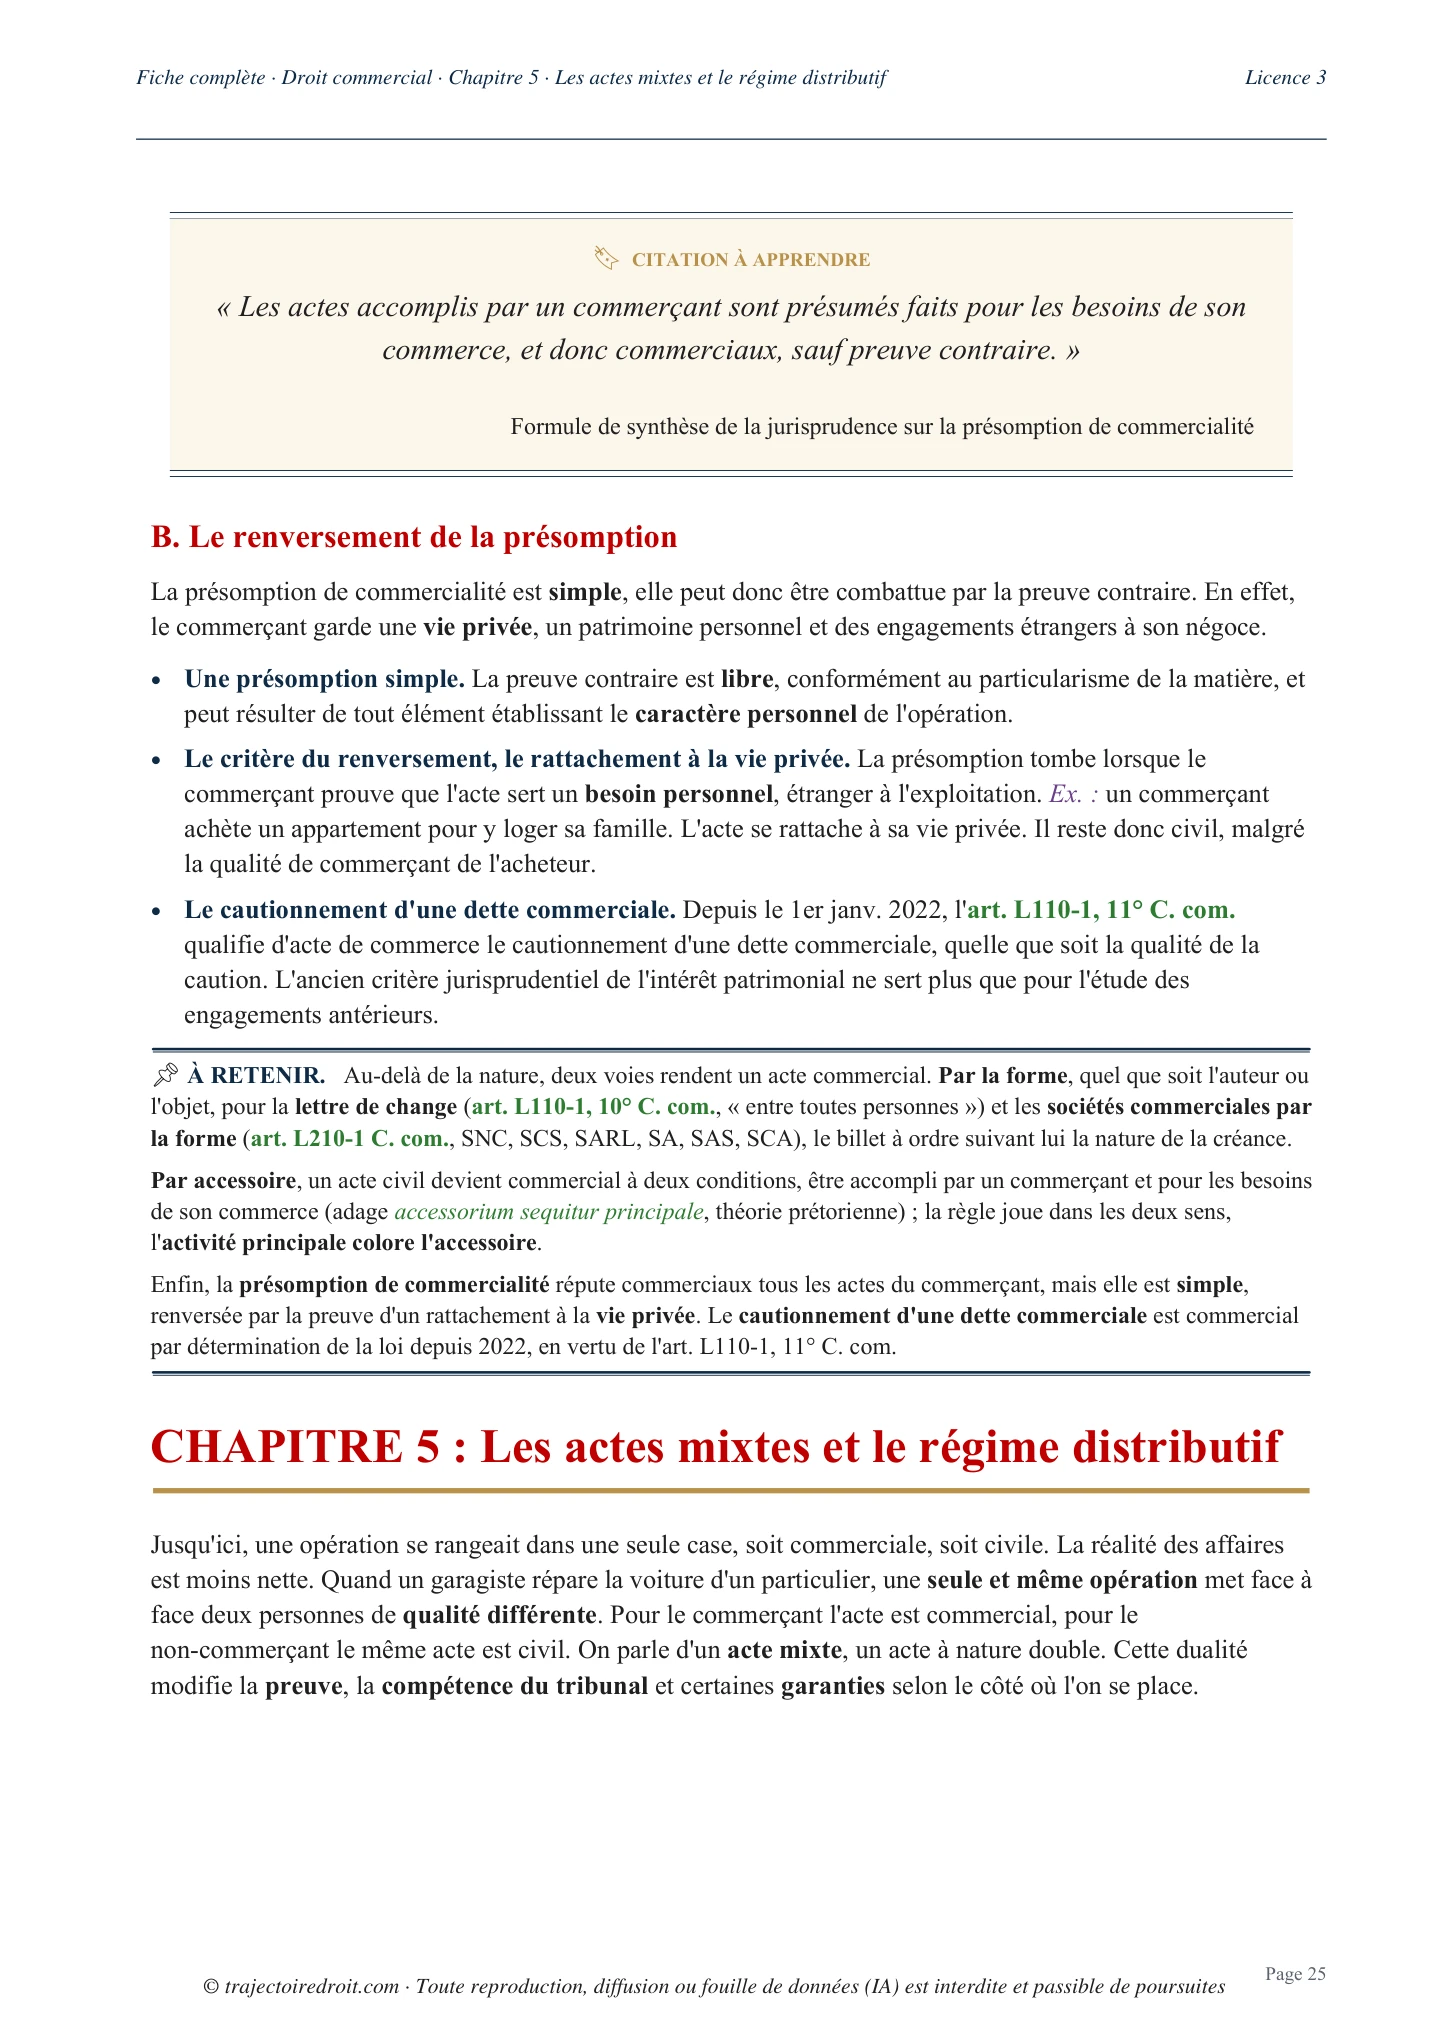 Fiche complète · Droit commercial · Chapitre 5 · Les actes mixtes et le régime distributif
Licence 3
CITATION À APPRENDRE
« Les actes accomplis par un commerçant sont présumés faits pour les besoins de son
commerce, et donc commerciaux, sauf preuve contraire. »
Formule de synthèse de la jurisprudence sur la présomption de commercialité
B. Le renversement de la présomption
La présomption de commercialité est simple, elle peut donc être combattue par la preuve contraire. En effet,
le commerçant garde une vie privée, un patrimoine personnel et des engagements étrangers à son négoce.
• Une présomption simple. La preuve contraire est libre, conformément au particularisme de la matière, et
peut résulter de tout élément établissant le caractère personnel de l'opération.
• Le critère du renversement, le rattachement à la vie privée. La présomption tombe lorsque le
commerçant prouve que l'acte sert un besoin personnel, étranger à l'exploitation. Ex. : un commerçant
achète un appartement pour y loger sa famille. L'acte se rattache à sa vie privée. Il reste donc civil, malgré
la qualité de commerçant de l'acheteur.
• Le cautionnement d'une dette commerciale. Depuis le 1er janv. 2022, l'art. L110-1, 11° C. com.
qualifie d'acte de commerce le cautionnement d'une dette commerciale, quelle que soit la qualité de la
caution. L'ancien critère jurisprudentiel de l'intérêt patrimonial ne sert plus que pour l'étude des
engagements antérieurs.
À RETENIR. Au-delà de la nature, deux voies rendent un acte commercial. Par la forme, quel que soit l'auteur ou
l'objet, pour la lettre de change (art. L110-1, 10° C. com., « entre toutes personnes ») et les sociétés commerciales par
la forme (art. L210-1 C. com., SNC, SCS, SARL, SA, SAS, SCA), le billet à ordre suivant lui la nature de la créance.
Par accessoire, un acte civil devient commercial à deux conditions, être accompli par un commerçant et pour les besoins
de son commerce (adage accessorium sequitur principale, théorie prétorienne) ; la règle joue dans les deux sens,
l'activité principale colore l'accessoire.
Enfin, la présomption de commercialité répute commerciaux tous les actes du commerçant, mais elle est simple,
renversée par la preuve d'un rattachement à la vie privée. Le cautionnement d'une dette commerciale est commercial
par détermination de la loi depuis 2022, en vertu de l'art. L110-1, 11° C. com.
CHAPITRE 5 : Les actes mixtes et le régime distributif
Jusqu'ici, une opération se rangeait dans une seule case, soit commerciale, soit civile. La réalité des affaires
est moins nette. Quand un garagiste répare la voiture d'un particulier, une seule et même opération met face à
face deux personnes de qualité différente. Pour le commerçant l'acte est commercial, pour le
non-commerçant le même acte est civil. On parle d'un acte mixte, un acte à nature double. Cette dualité
modifie la preuve, la compétence du tribunal et certaines garanties selon le côté où l'on se place.
© trajectoiredroit.com · Toute reproduction, diffusion ou fouille de données (IA) est interdite et passible de poursuites
Page 25